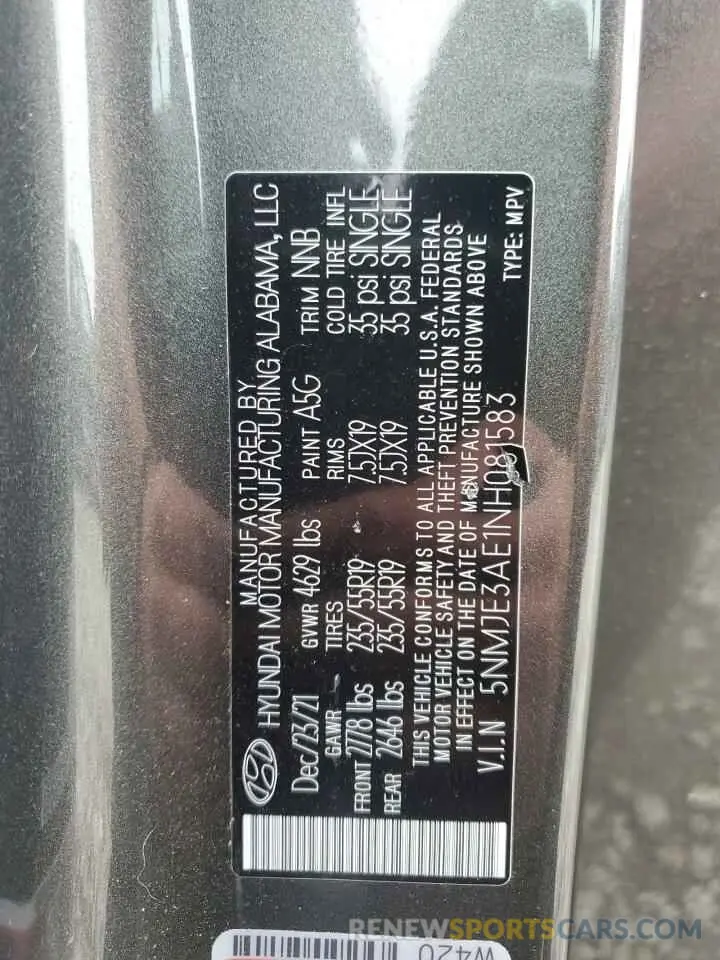 MANUFACTURED BY
HYUNDAI MOTOR MANUFACTURING ALABAMA, LLC
Dec/23/21 GVWR 4629 lbs PAINT A5G TRIM NNB
GAWR TIRES RIMS COLD TIRE INFL
FRONT 2778 lbs 235/55R19 7.5JX19 35 psi SINGLE
REAR 2646 lbs 235/55R19 7.5JX19 35 psi SINGLE
THIS VEHICLE CONFORMS TO ALL APPLICABLE U.S.A. FEDERAL
MOTOR VEHICLE SAFETY AND THEFT PREVENTION STANDARDS
IN EFFECT ON THE DATE OF MANUFACTURE SHOWN ABOVE
V.I.N 5NMJE3AE1NH081583
TYPE: MPV
W420
RENEWSPORTSCARS.COM